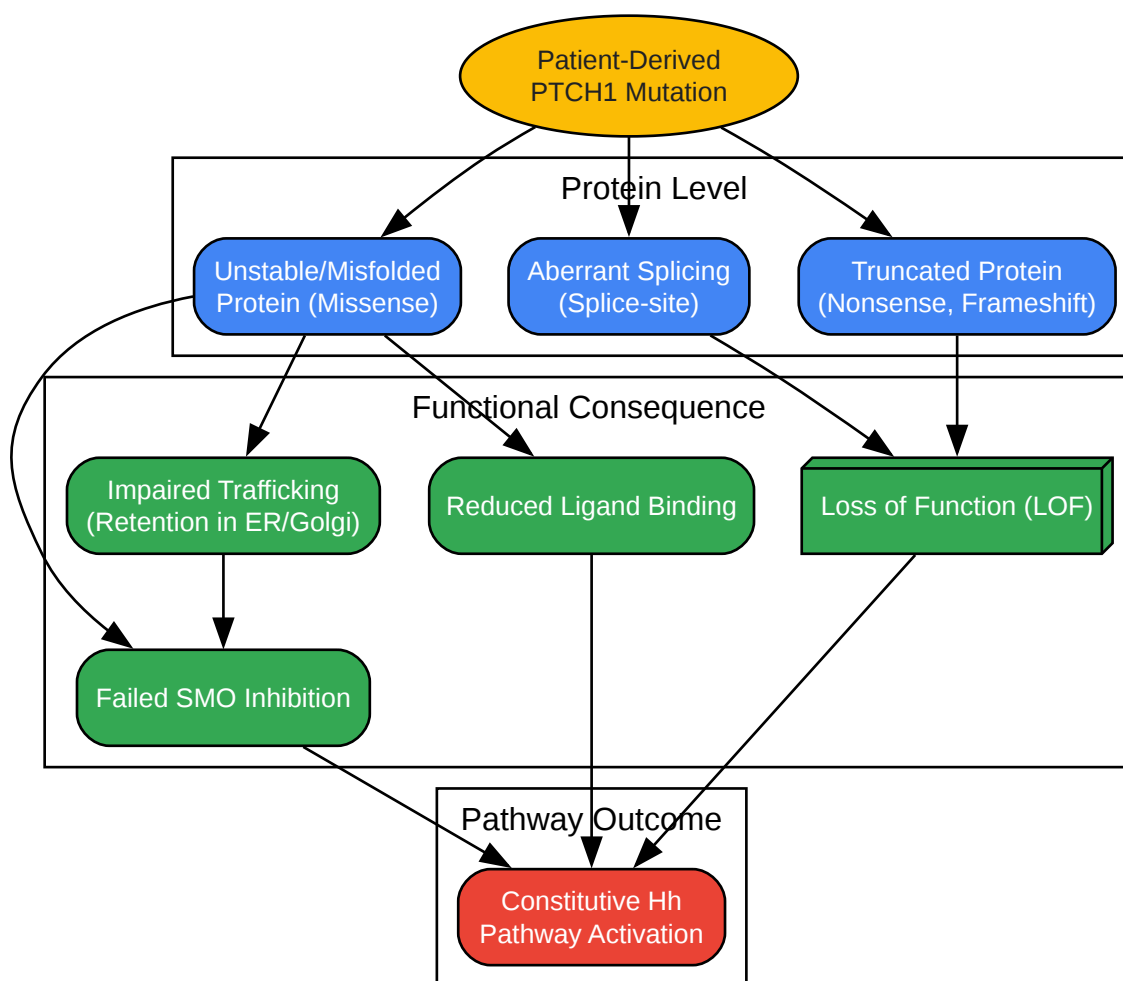 Patient-Derived
PTCH1 Mutation
Protein Level
Unstable/Misfolded
Protein (Missense)
Aberrant Splicing
(Splice-site)
Truncated Protein
(Nonsense, Frameshift)
Functional Consequence
Impaired Trafficking
(Retention in ER/Golgi)
Reduced Ligand Binding
Loss of Function (LOF)
Failed SMO Inhibition
Pathway Outcome
Constitutive Hh
Pathway Activation